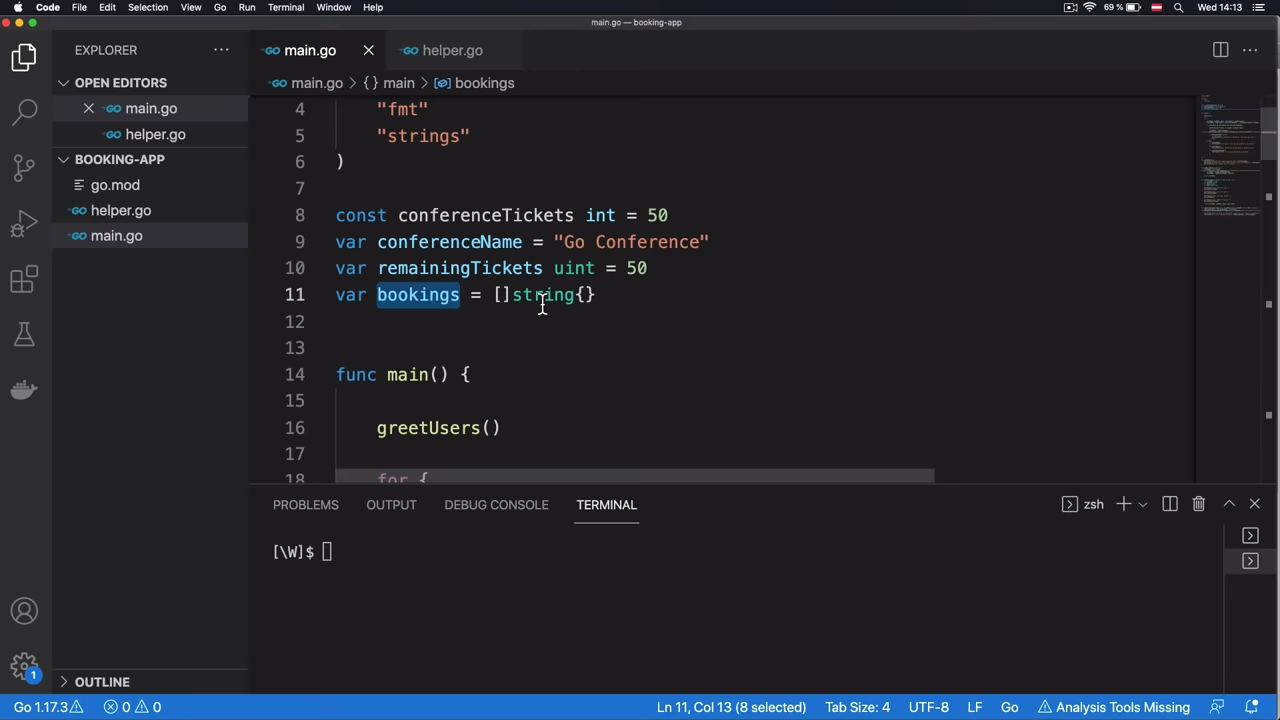 Code File Edit Selection View Go Run Terminal Window Help 69 % Wed 14:13
main.go — booking-app
EXPLORER
OPEN EDITORS
main.go
helper.go
BOOKING-APP
go.mod
helper.go
main.go
OUTLINE
main.go helper.go
main.go > {} main > bookings
4 "fmt"
5 "strings"
6 )
7
8 const conferenceTickets int = 50
9 var conferenceName = "Go Conference"
10 var remainingTickets uint = 50
11 var bookings = []string{}
12
13
14 func main() {
15
16 greetUsers()
17
18 for {
PROBLEMS OUTPUT DEBUG CONSOLE TERMINAL zsh
[\W]$
1
Go 1.17.3 0 0 Ln 11, Col 13 (8 selected) Tab Size: 4 UTF-8 LF Go Analysis Tools Missing